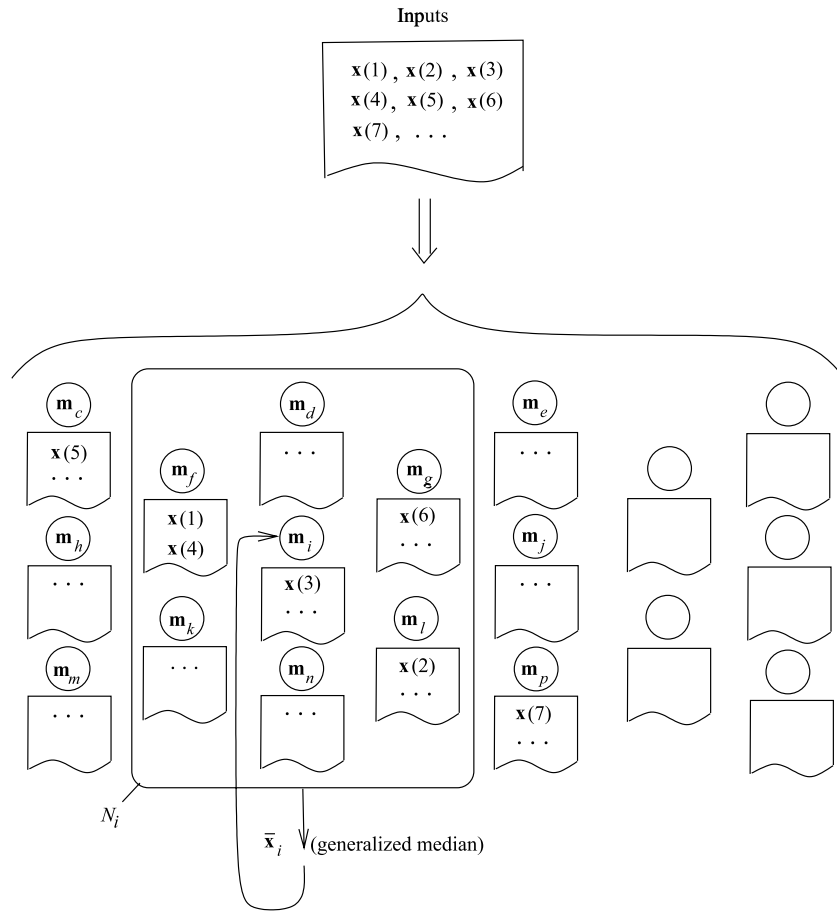 Inputs
x(1) , x(2) , x(3)
x(4) , x(5) , x(6)
x(7) , . . .
m_c
x(5)
. . .
m_f
x(1)
x(4)
m_d
. . .
m_g
x(6)
. . .
m_e
. . .
m_h
. . .
m_i
x(3)
. . .
m_j
. . .
m_k
. . .
m_l
x(2)
. . .
m_m
. . .
m_n
. . .
m_p
x(7)
. . .
N_i
x̄_i (generalized median)